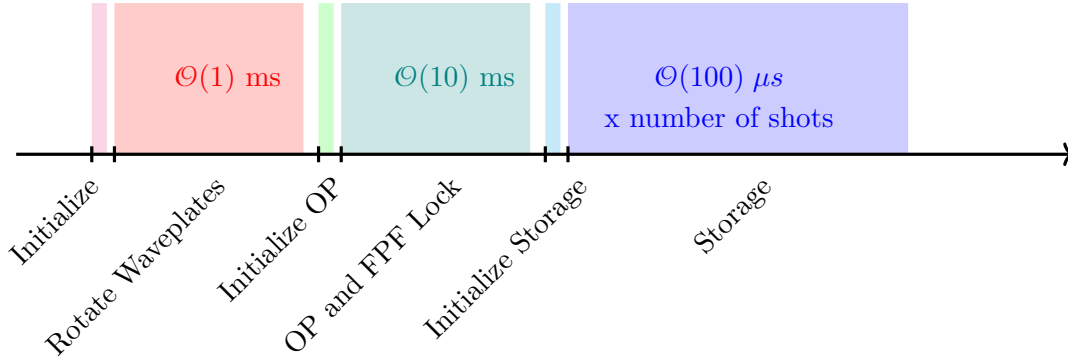 𝒪(1) ms
𝒪(10) ms
𝒪(100) μs
x number of shots
Initialize
Rotate Waveplates
Initialize OP
OP and FPF Lock
Initialize Storage
Storage